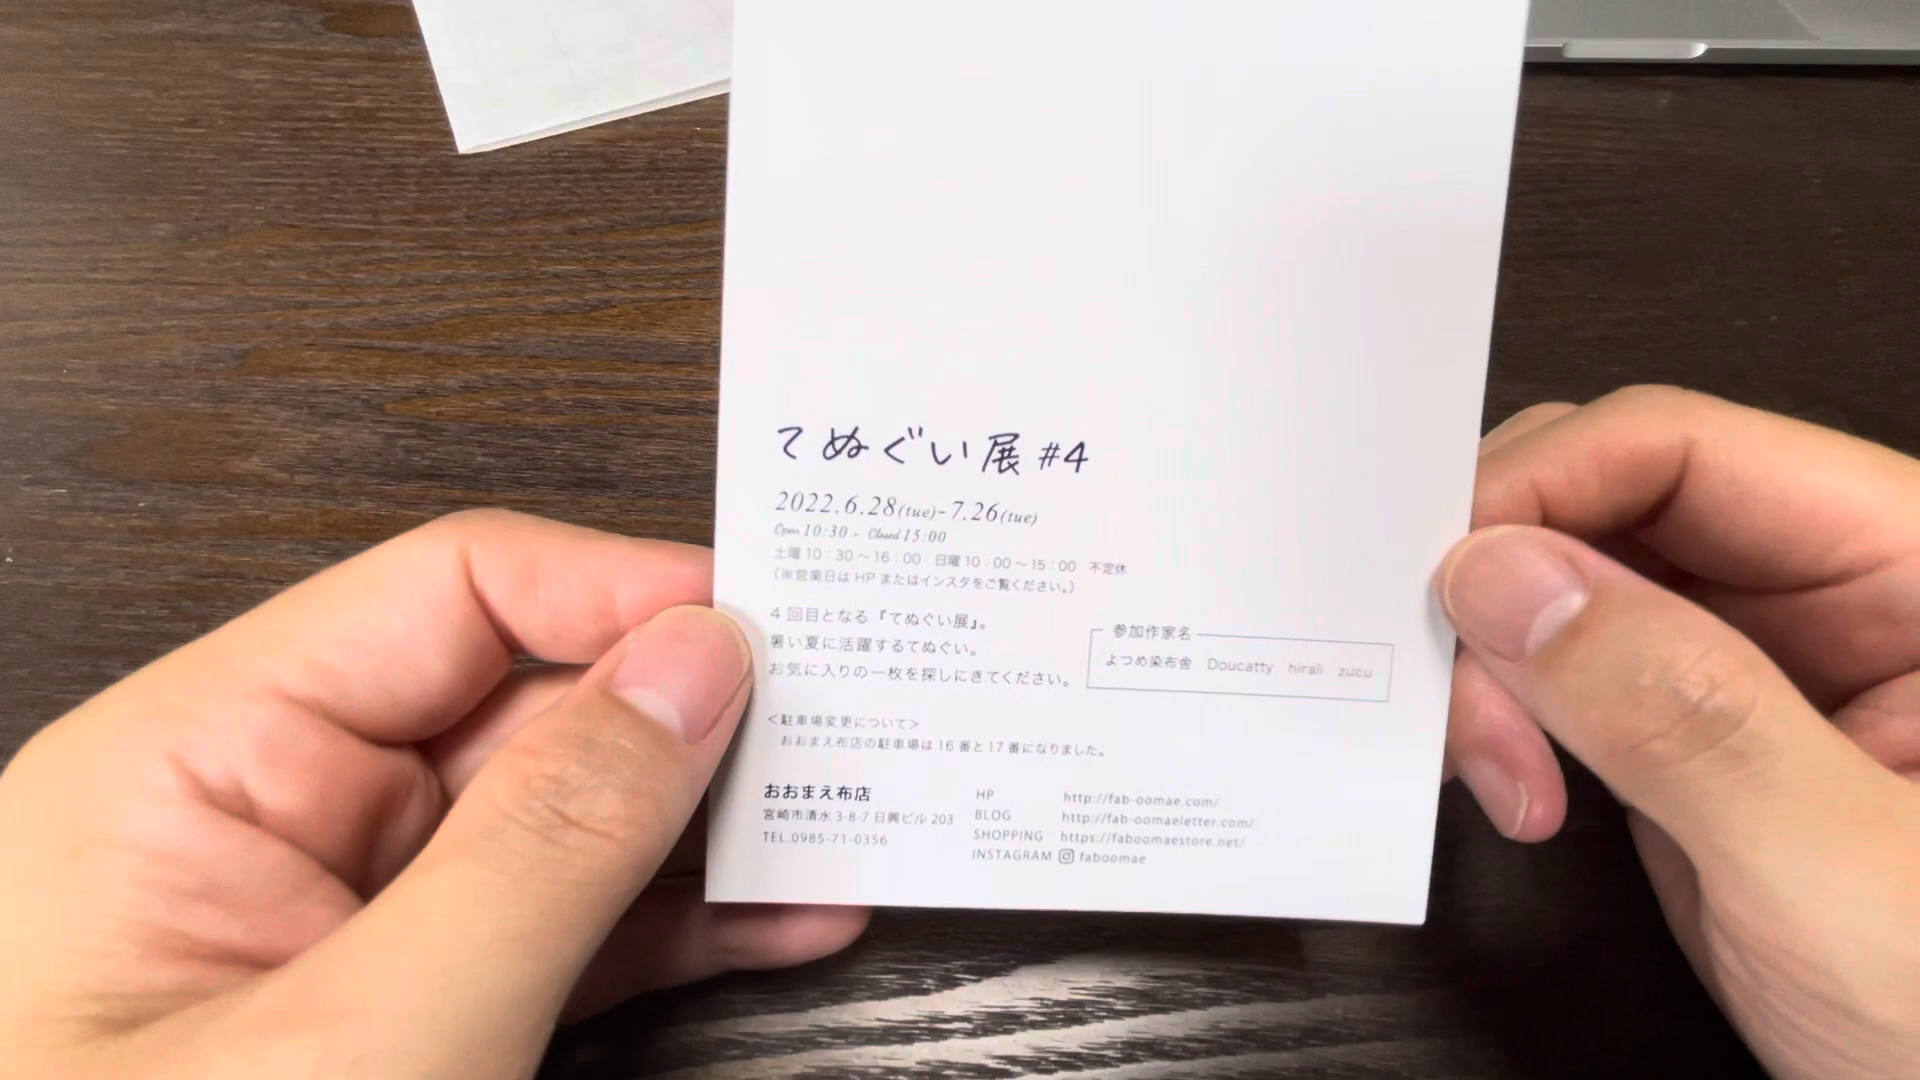 てぬぐい展 #4
2022.6.28(tue)-7.26(tue)
Open 10:30 - Closed 15:00
土曜 10：30～16：00　日曜 10：00～15：00　不定休
（※営業日は HP またはインスタをご覧ください。）
4 回目となる『てぬぐい展』。
暑い夏に活躍するてぬぐい。
お気に入りの一枚を探しにきてください。
参加作家名
よつめ染布舎　Doucatty　hirali　zucu
＜駐車場変更について＞
おおまえ布店の駐車場は 16 番と 17 番になりました。
おおまえ布店
宮崎市清水 3-8-7 日興ビル 203
TEL.0985-71-0356
HP http://fab-oomae.com/
BLOG http://fab-oomaeletter.com/
SHOPPING https://faboomaestore.net/
INSTAGRAM faboomae